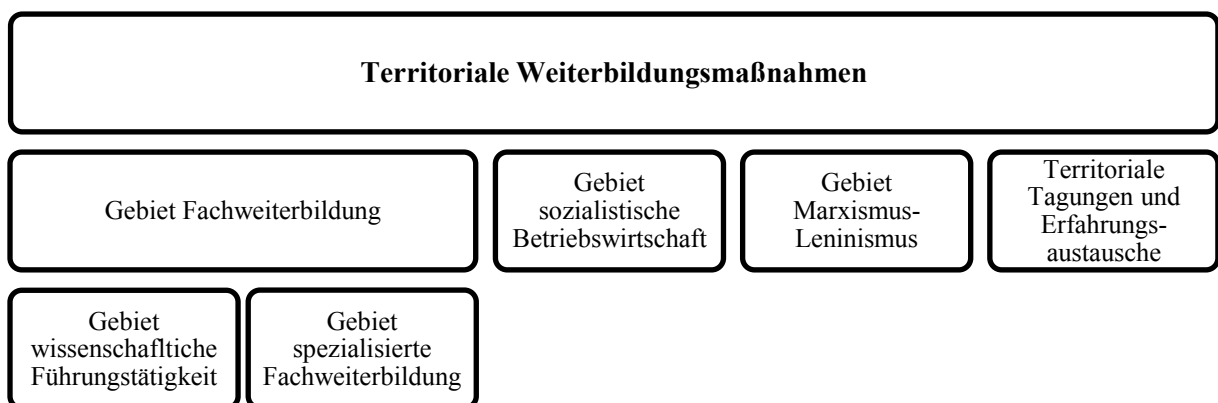 Territoriale Weiterbildungsmaßnahmen
Gebiet Fachweiterbildung
Gebiet
sozialistische
Betriebswirtschaft
Gebiet
Marxismus-
Leninismus
Territoriale
Tagungen und
Erfahrungs-
austausche
Gebiet
wissenschafltiche
Führungstätigkeit
Gebiet
spezialisierte
Fachweiterbildung